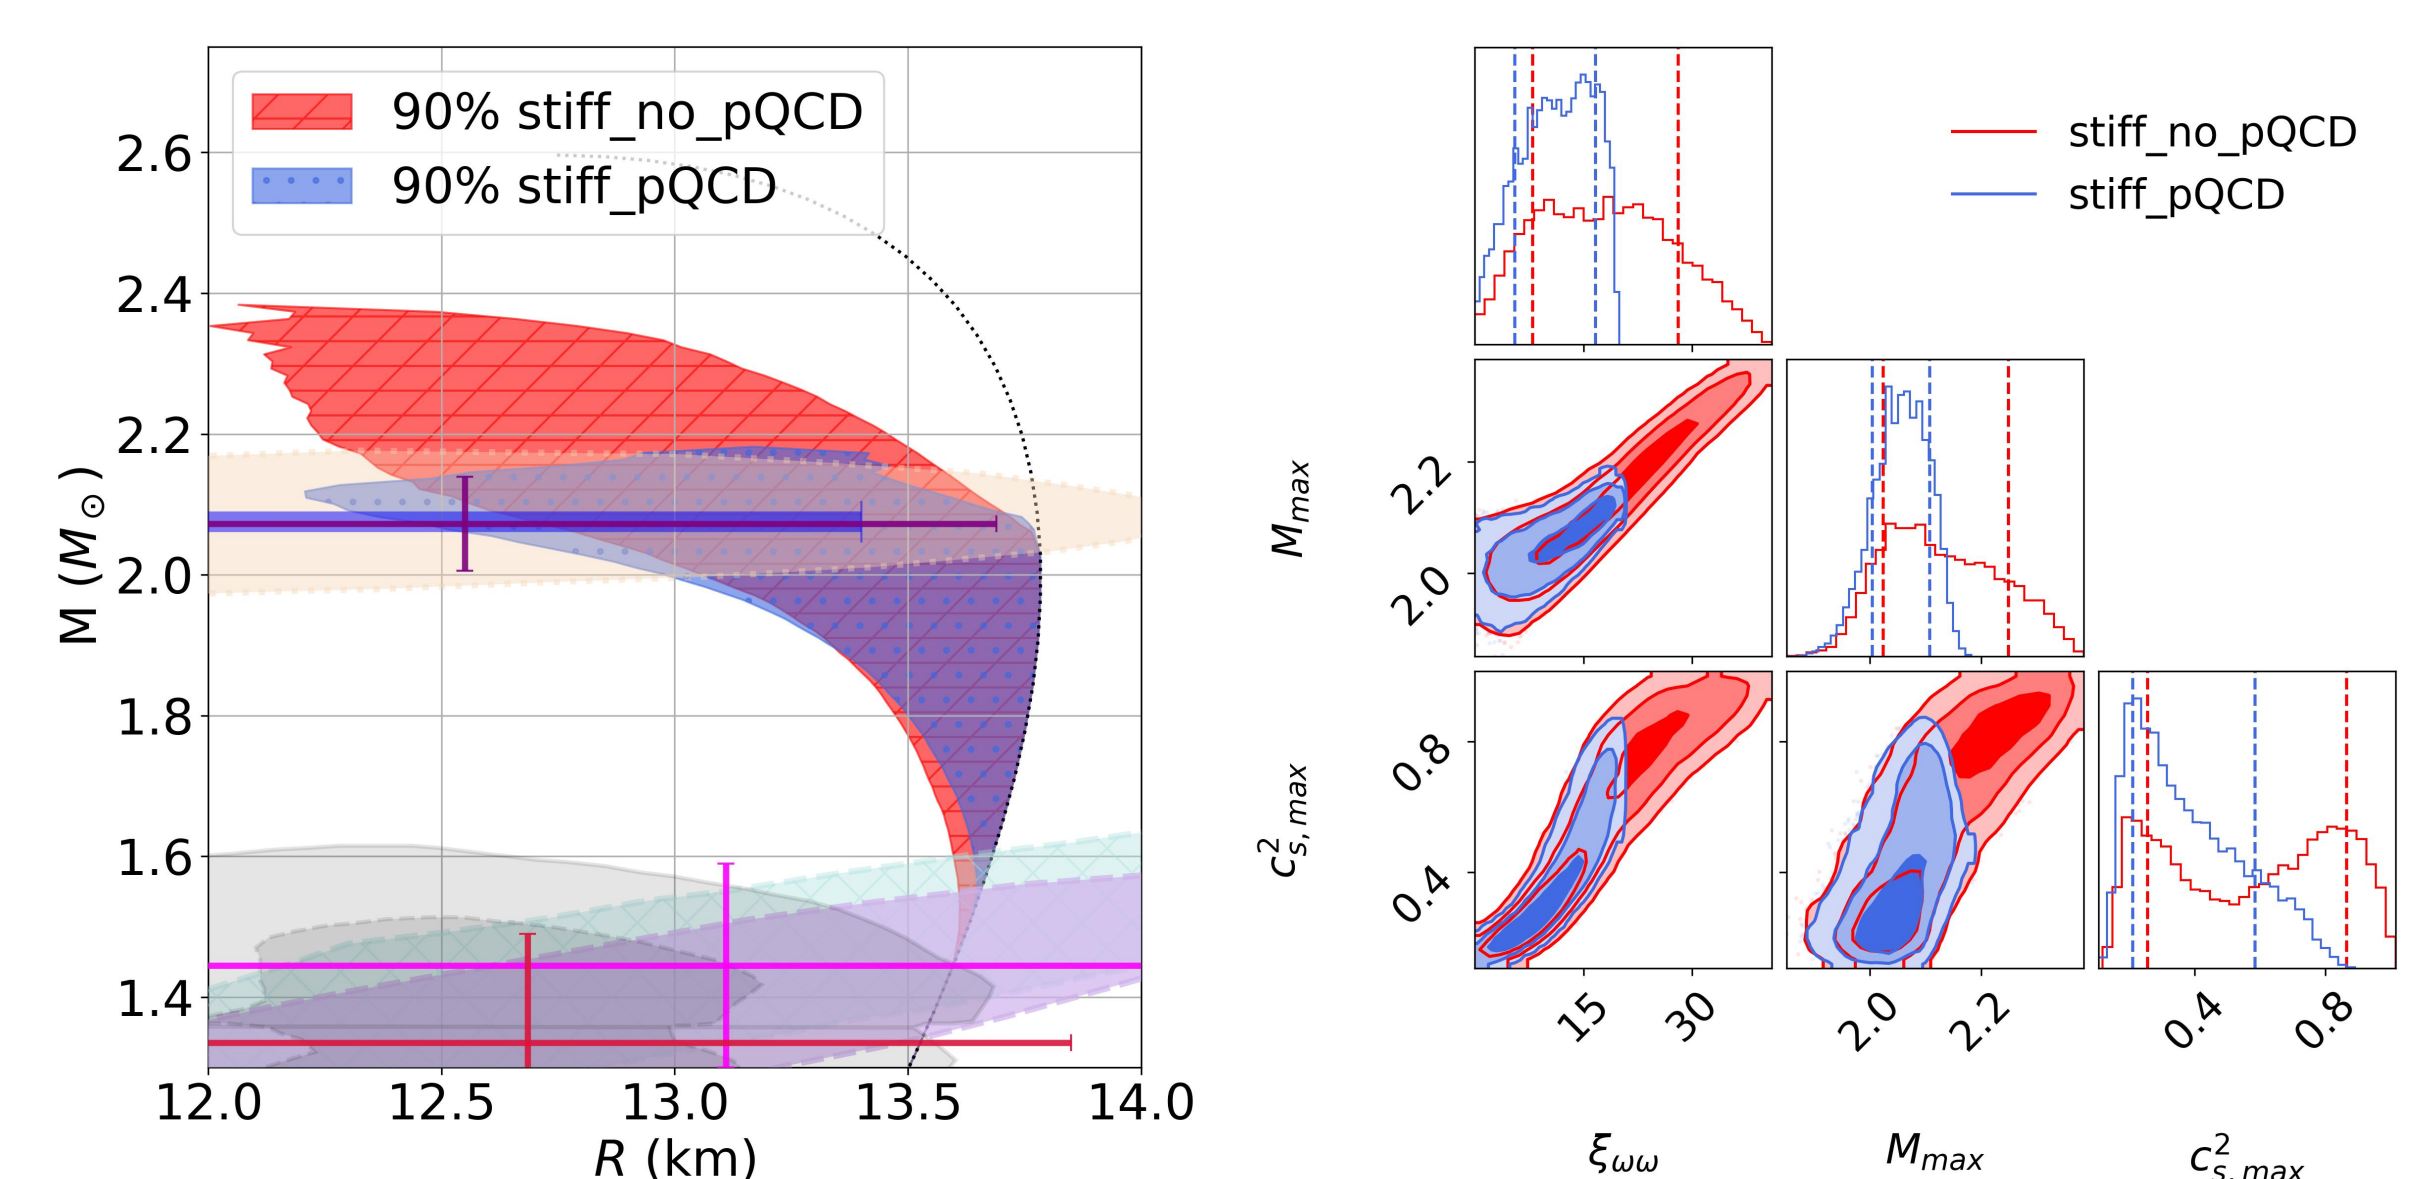 90% stiff_no_pQCD
90% stiff_pQCD
2.6
2.4
2.2
2.0
1.8
1.6
1.4
M (M⊙)
12.0 12.5 13.0 13.5 14.0
R (km)
stiff_no_pQCD
stiff_pQCD
M_max
2.2
2.0
c²_s,max
0.8
0.4
15 30 2.0 2.2 0.4 0.8
ξ_ωω M_max c²_s,max